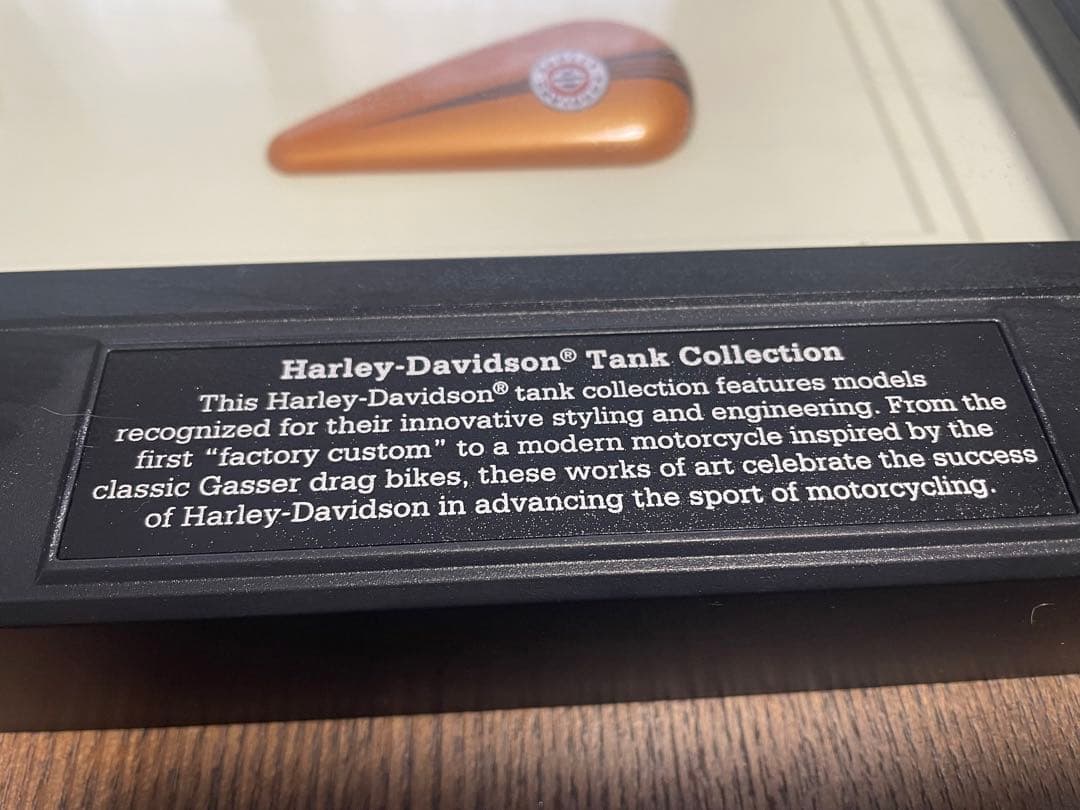 Harley-Davidson® Tank Collection
This Harley-Davidson® tank collection features models
recognized for their innovative styling and engineering. From the
first “factory custom” to a modern motorcycle inspired by the
classic Gasser drag bikes, these works of art celebrate the success
of Harley-Davidson in advancing the sport of motorcycling.